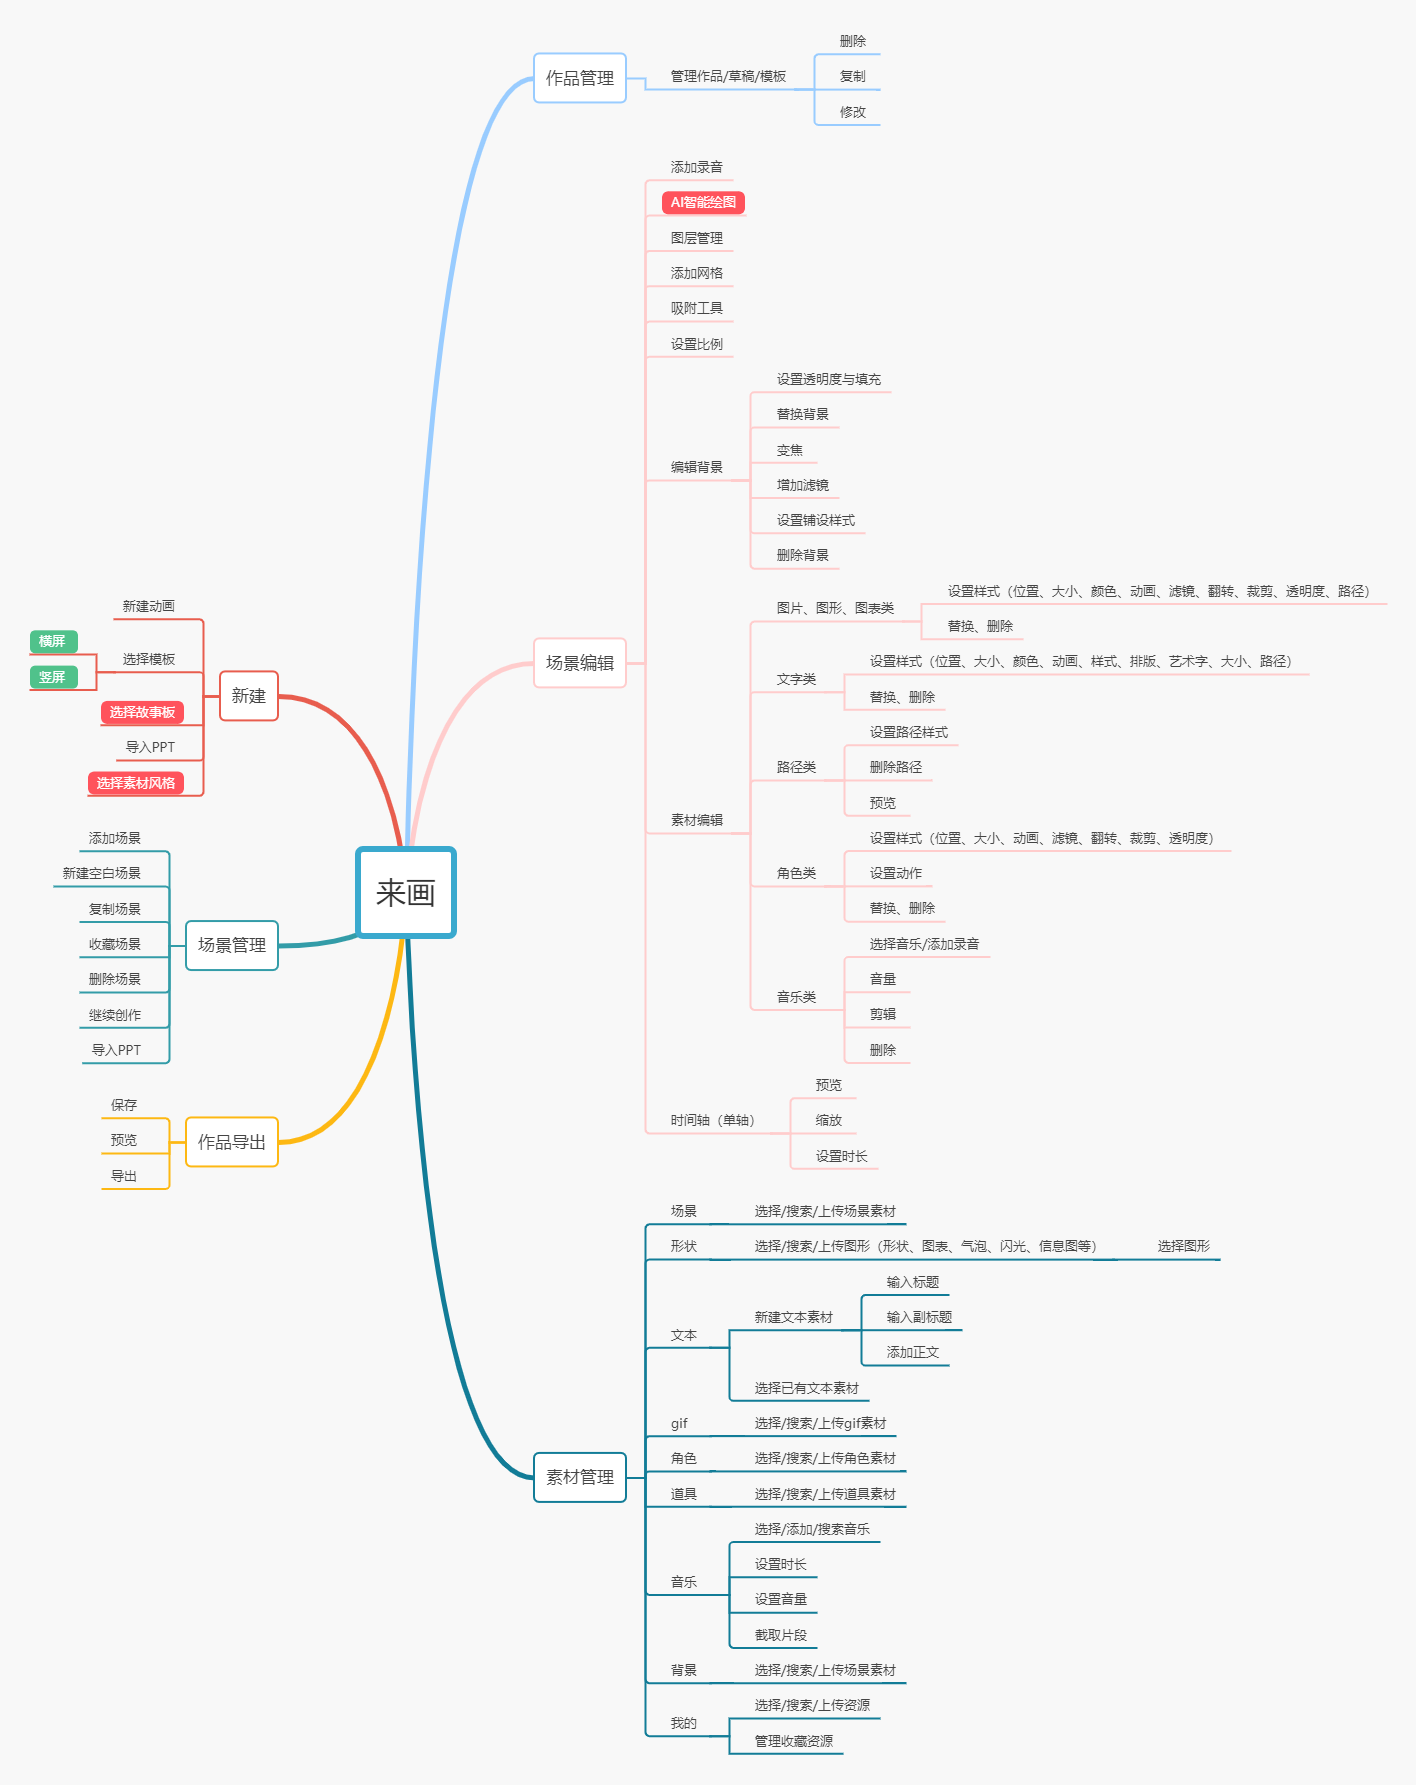 来画
作品管理
管理作品/草稿/模板
删除
复制
修改
场景编辑
添加录音
AI智能绘图
图层管理
添加网格
吸附工具
设置比例
编辑背景
设置透明度与填充
替换背景
变焦
增加滤镜
设置铺设样式
删除背景
素材编辑
图片、图形、图表类
设置样式（位置、大小、颜色、动画、滤镜、翻转、裁剪、透明度、路径）
替换、删除
文字类
设置样式（位置、大小、颜色、动画、样式、排版、艺术字、大小、路径）
替换、删除
路径类
设置路径样式
删除路径
预览
角色类
设置样式（位置、大小、动画、滤镜、翻转、裁剪、透明度）
设置动作
替换、删除
音乐类
选择音乐/添加录音
音量
剪辑
删除
时间轴（单轴）
预览
缩放
设置时长
素材管理
场景
选择/搜索/上传场景素材
形状
选择/搜索/上传图形（形状、图表、气泡、闪光、信息图等）
选择图形
文本
新建文本素材
输入标题
输入副标题
添加正文
选择已有文本素材
gif
选择/搜索/上传gif素材
角色
选择/搜索/上传角色素材
道具
选择/搜索/上传道具素材
音乐
选择/添加/搜索音乐
设置时长
设置音量
截取片段
背景
选择/搜索/上传场景素材
我的
选择/搜索/上传资源
管理收藏资源
新建
新建动画
选择模板
横屏
竖屏
选择故事板
导入PPT
选择素材风格
场景管理
添加场景
新建空白场景
复制场景
收藏场景
删除场景
继续创作
导入PPT
作品导出
保存
预览
导出